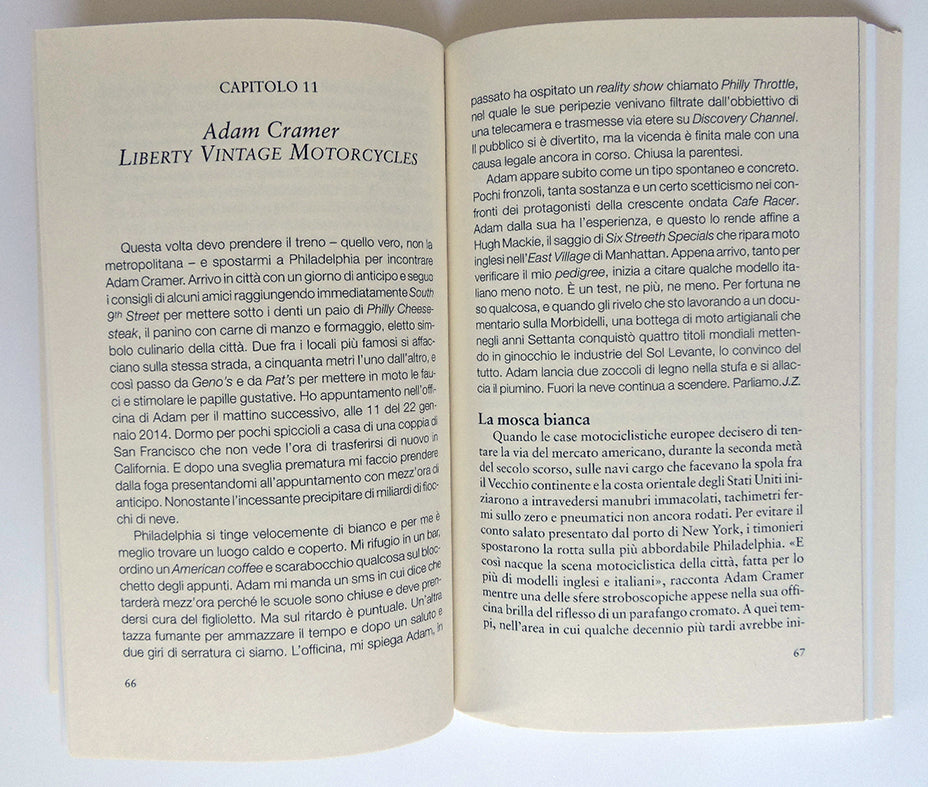 CAPITOLO 11
Adam Cramer
LIBERTY VINTAGE MOTORCYCLES
Questa volta devo prendere il treno – quello vero, non la
metropolitana – e spostarmi a Philadelphia per incontrare
Adam Cramer. Arrivo in città con un giorno di anticipo e seguo
i consigli di alcuni amici raggiungendo immediatamente South
9th Street per mettere sotto i denti un paio di Philly Cheese-
steak, il panino con carne di manzo e formaggio, eletto sim-
bolo culinario della città. Due fra i locali più famosi si affac-
ciano sulla stessa strada, a cinquanta metri l'uno dall'altro, e
così passo da Geno's e da Pat's per mettere in moto le fau-
ci e stimolare le papille gustative. Ho appuntamento nell'offi-
cina di Adam per il mattino successivo, alle 11 del 22 gen-
naio 2014. Dormo per pochi spiccioli a casa di una coppia di
San Francisco che non vede l'ora di trasferirsi di nuovo in
California. E dopo una sveglia prematura mi faccio prendere
dalla foga presentandomi all'appuntamento con mezz'ora di
anticipo. Nonostante l'incessante precipitare di miliardi di fioc-
chi di neve.
Philadelphia si tinge velocemente di bianco e per me è
meglio trovare un luogo caldo e coperto. Mi rifugio in un bar,
ordino un American coffee e scarabocchio qualcosa sul bloc-
chetto degli appunti. Adam mi manda un sms in cui dice che
tarderà mezz'ora perché le scuole sono chiuse e deve pren-
dersi cura del figlioletto. Ma sul ritardo è puntuale. Un'altra
tazza fumante per ammazzare il tempo e dopo un saluto e
due giri di serratura ci siamo. L'officina, mi spiega Adam, in
66
passato ha ospitato un reality show chiamato Philly Throttle,
nel quale le sue peripezie venivano filtrate dall'obbiettivo di
una telecamera e trasmesse via etere su Discovery Channel.
Il pubblico si è divertito, ma la vicenda è finita male con una
causa legale ancora in corso. Chiusa la parentesi.
Adam appare subito come un tipo spontaneo e concreto.
Pochi fronzoli, tanta sostanza e un certo scetticismo nei con-
fronti dei protagonisti della crescente ondata Cafe Racer.
Adam dalla sua ha l'esperienza, e questo lo rende affine a
Hugh Mackie, il saggio di Six Streeth Specials che ripara moto
inglesi nell'East Village di Manhattan. Appena arrivo, tanto per
verificare il mio pedigree, inizia a citare qualche modello ita-
liano meno noto. È un test, ne più, ne meno. Per fortuna ne
so qualcosa, e quando gli rivelo che sto lavorando a un docu-
mentario sulla Morbidelli, una bottega di moto artigianali che
negli anni Settanta conquistò quattro titoli mondiali metten-
do in ginocchio le industrie del Sol Levante, lo convinco del
tutto. Adam lancia due zoccoli di legno nella stufa e si allac-
cia il piumino. Fuori la neve continua a scendere. Parliamo. J.Z.
La mosca bianca
Quando le case motociclistiche europee decisero di ten-
tare la via del mercato americano, durante la seconda metà
del secolo scorso, sulle navi cargo che facevano la spola fra
il Vecchio continente e la costa orientale degli Stati Uniti ini-
ziarono a intravedersi manubri immacolati, tachimetri fer-
mi sullo zero e pneumatici non ancora rodati. Per evitare il
conto salato presentato dal porto di New York, i timonieri
spostarono la rotta sulla più abbordabile Philadelphia. «E
così nacque la scena motociclistica della città, fatta per lo
più di modelli inglesi e italiani», racconta Adam Cramer
mentre una delle sfere stroboscopiche appese nella sua offi-
cina brilla del riflesso di un parafango cromato. A quei tem-
pi, nell'area in cui qualche decennio più tardi avrebbe ini-
67